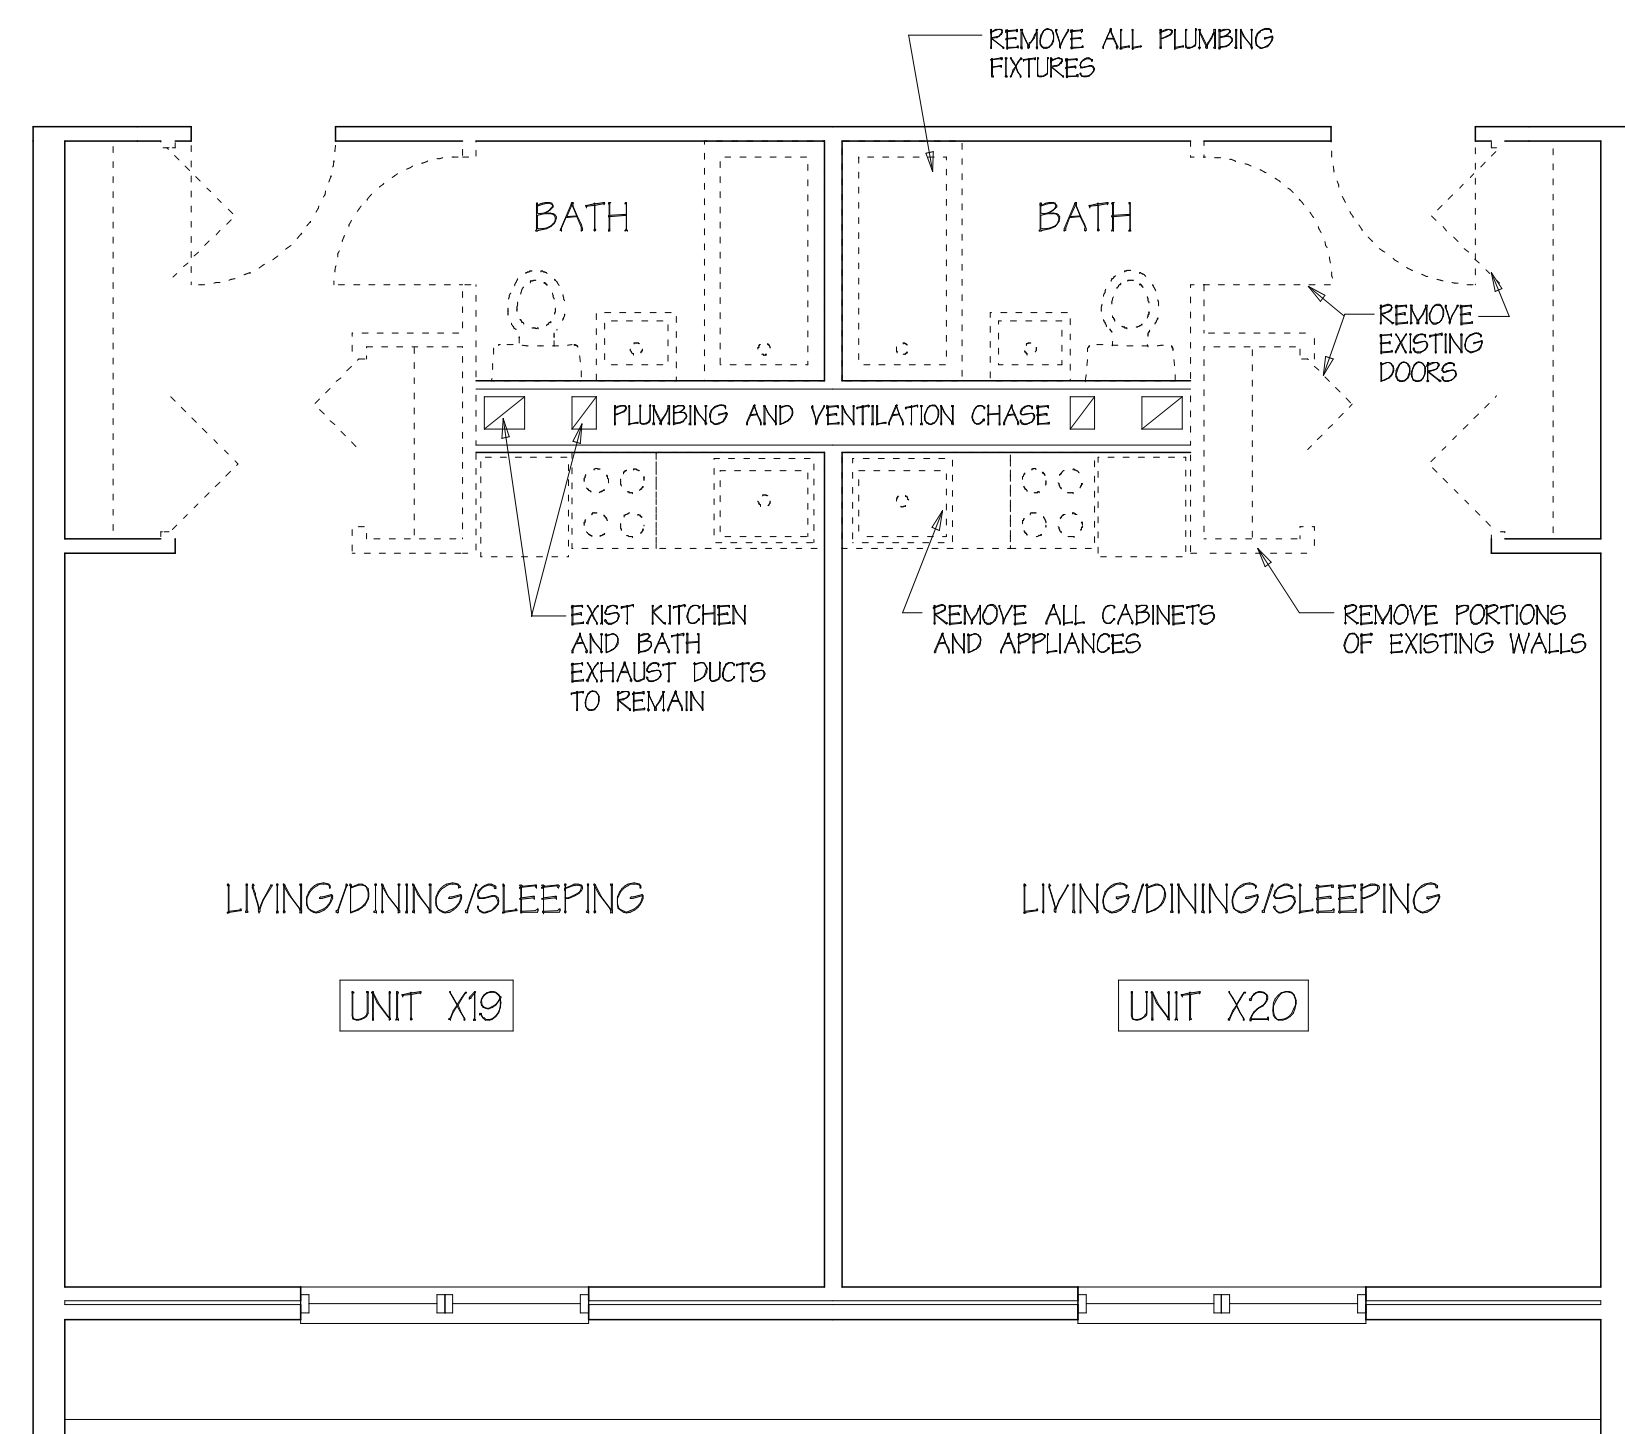 REMOVE ALL PLUMBING
FIXTURES
BATH
BATH
REMOVE
EXISTING
DOORS
PLUMBING AND VENTILATION CHASE
EXIST KITCHEN
AND BATH
EXHAUST DUCTS
TO REMAIN
REMOVE ALL CABINETS
AND APPLIANCES
REMOVE PORTIONS
OF EXISTING WALLS
LIVING/DINING/SLEEPING
LIVING/DINING/SLEEPING
UNIT X19
UNIT X20